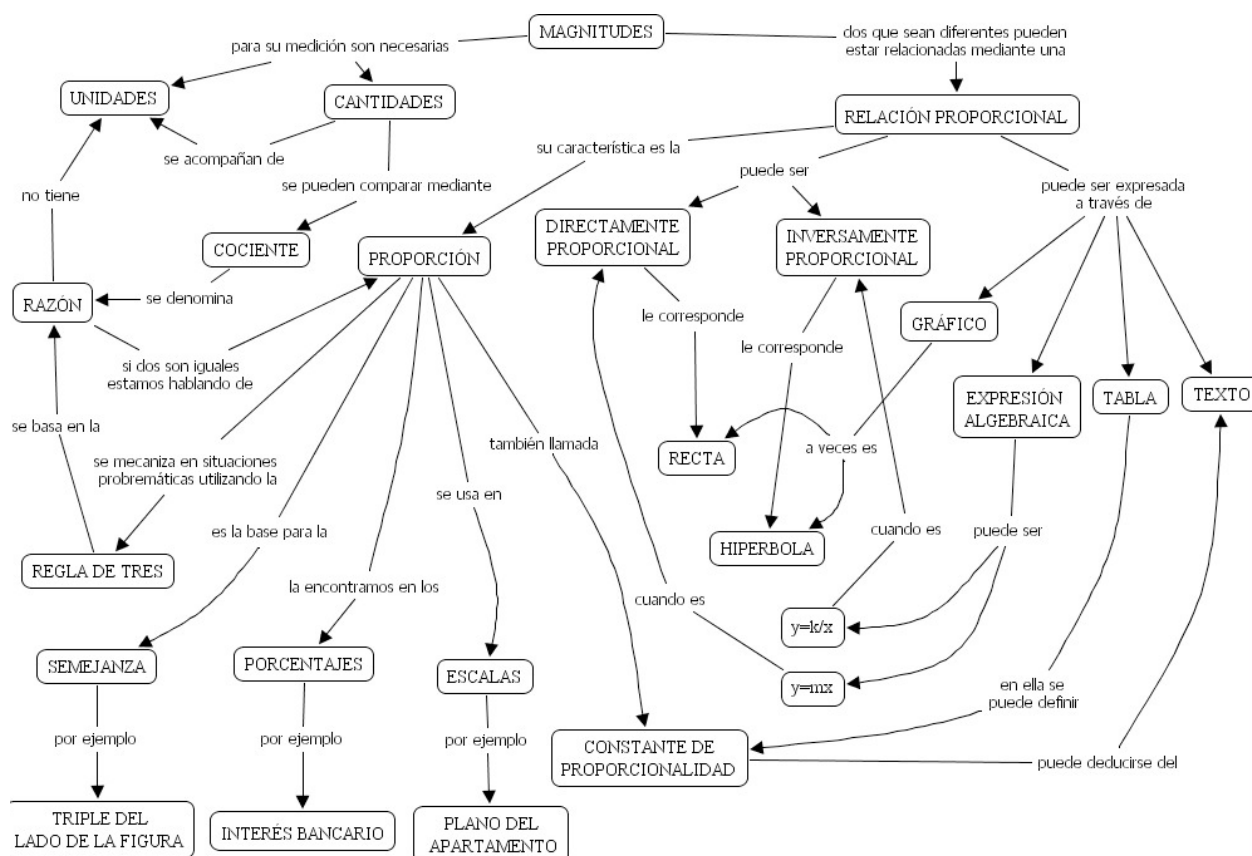 MAGNITUDES
para su medición son necesarias
dos que sean diferentes pueden
estar relacionadas mediante una
UNIDADES
CANTIDADES
RELACIÓN PROPORCIONAL
se acompañan de
su característica es la
puede ser
no tiene
se pueden comparar mediante
puede ser expresada
a través de
COCIENTE
PROPORCIÓN
DIRECTAMENTE
PROPORCIONAL
INVERSAMENTE
PROPORCIONAL
RAZÓN
se denomina
le corresponde
GRÁFICO
si dos son iguales
estamos hablando de
le corresponde
EXPRESIÓN
ALGEBRAICA
TABLA
TEXTO
se basa en la
también llamada
RECTA
a veces es
se mecaniza en situaciones
probremáticas utilizando la
se usa en
es la base para la
HIPERBOLA
cuando es
puede ser
REGLA DE TRES
la encontramos en los
cuando es
y=k/x
SEMEJANZA
PORCENTAJES
ESCALAS
y=mx
en ella se
puede definir
por ejemplo
por ejemplo
por ejemplo
CONSTANTE DE
PROPORCIONALIDAD
puede deducirse del
TRIPLE DEL
LADO DE LA FIGURA
INTERÉS BANCARIO
PLANO DEL
APARTAMENTO